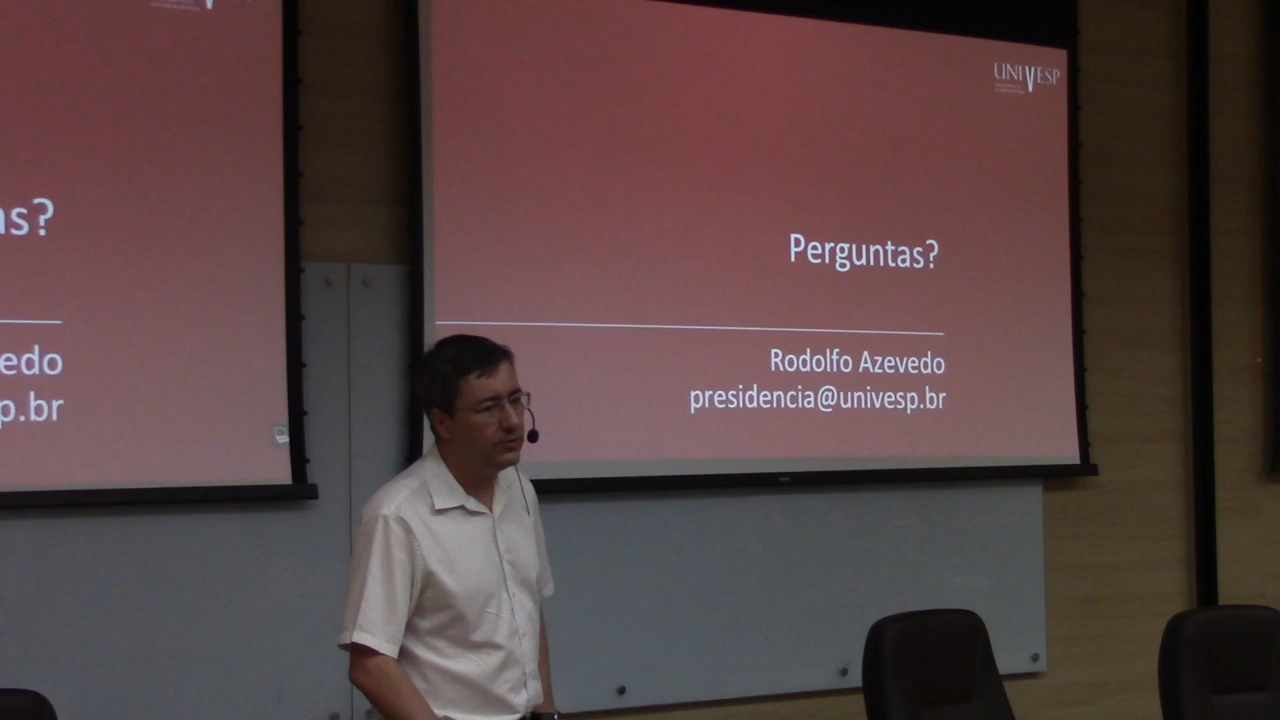 as?
edo
p.br
UNIVESP
Perguntas?
Rodolfo Azevedo
presidencia@univesp.br